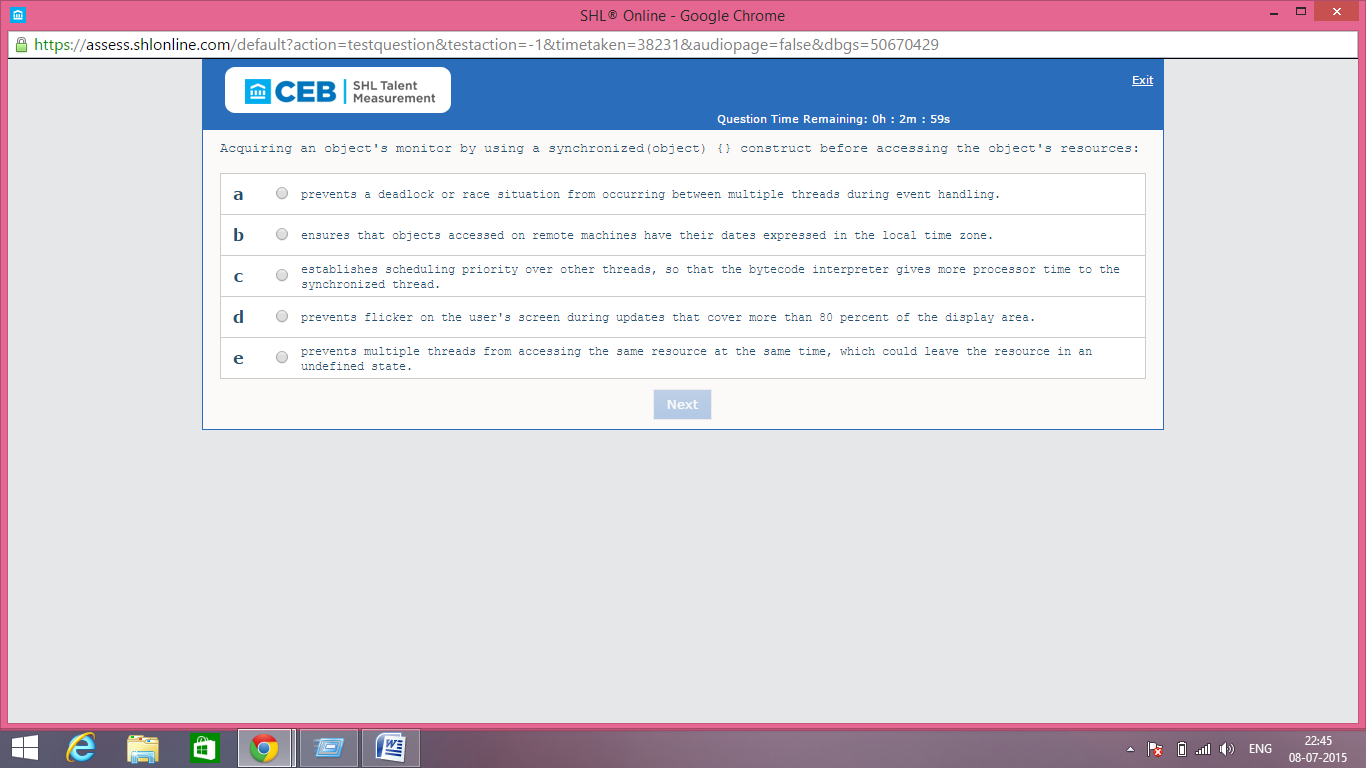 SHL® Online - Google Chrome
https://assess.shlonline.com/default?action=testquestion&testaction=-1&timetaken=38231&audiopage=false&dbgs=50670429
CEB
SHL Talent
Measurement
Exit
Question Time Remaining: 0h : 2m : 59s
Acquiring an object's monitor by using a synchronized(object) {} construct before accessing the object's resources:
a prevents a deadlock or race situation from occurring between multiple threads during event handling.
b ensures that objects accessed on remote machines have their dates expressed in the local time zone.
c establishes scheduling priority over other threads, so that the bytecode interpreter gives more processor time to the
synchronized thread.
d prevents flicker on the user's screen during updates that cover more than 80 percent of the display area.
e prevents multiple threads from accessing the same resource at the same time, which could leave the resource in an
undefined state.
Next
ENG
22:45
08-07-2015